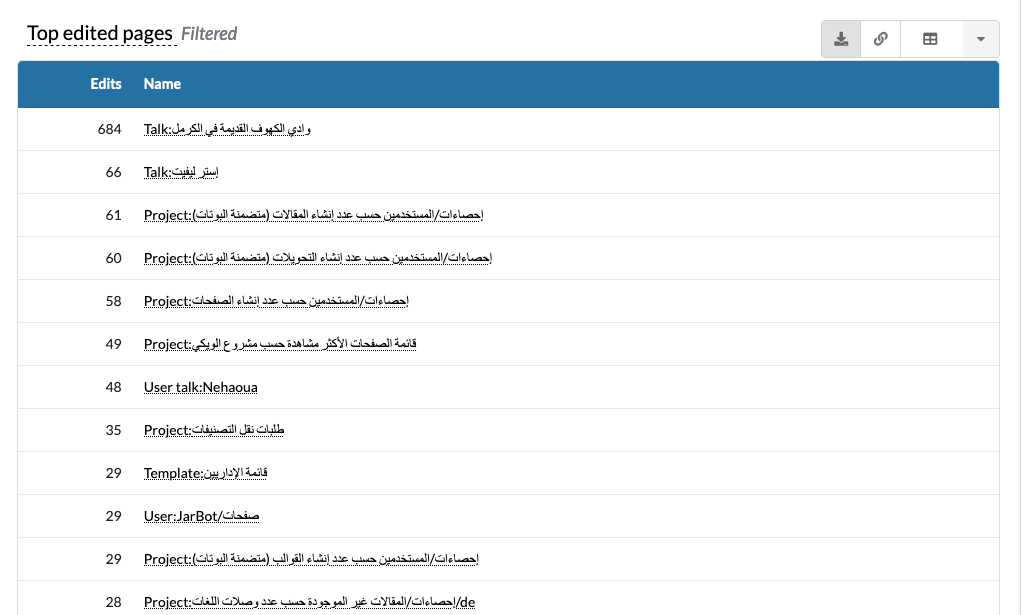 Top edited pages Filtered
Edits Name
684 Talk:وادي الكهوف القديمة في الكرمل
66 Talk:إستر ليفيت
61 Project:إحصاءات/المستخدمين حسب عدد إنشاء المقالات (متضمنة البوتات)
60 Project:إحصاءات/المستخدمين حسب عدد إنشاء التحويلات (متضمنة البوتات)
58 Project:إحصاءات/المستخدمين حسب عدد إنشاء الصفحات
49 Project:قائمة الصفحات الأكثر مشاهدة حسب مشروع الويكي
48 User talk:Nehaoua
35 Project:طلبات نقل التصنيفات
29 Template:قائمة الإداريين
29 User:JarBot/صفحات
29 Project:إحصاءات/المستخدمين حسب عدد إنشاء القوالب (متضمنة البوتات)
28 Project:إحصاءات/المقالات غير الموجودة حسب عدد وصلات اللغات/de